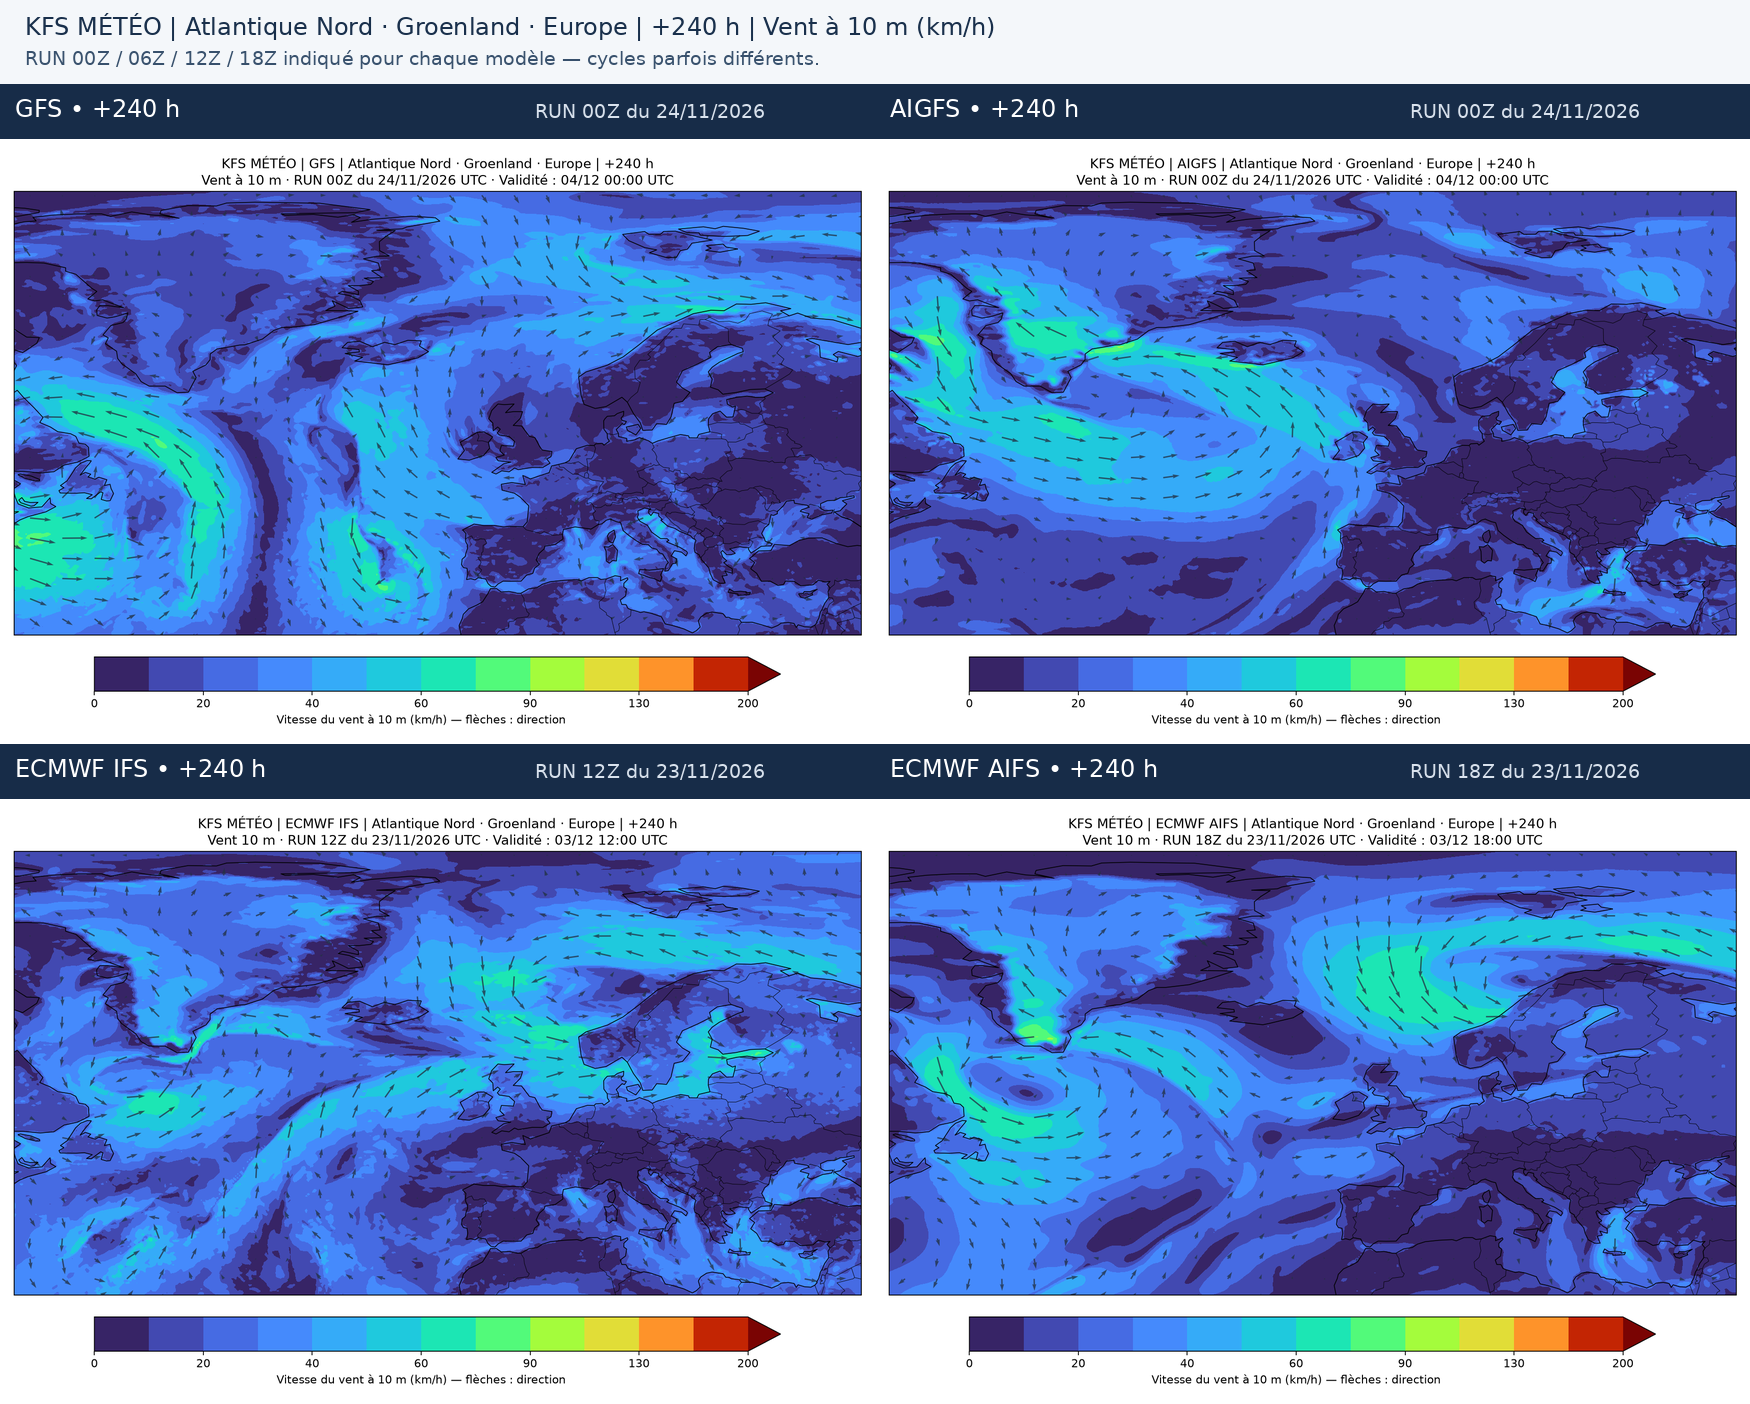 KFS MÉTÉO | Atlantique Nord · Groenland · Europe | +240 h | Vent à 10 m (km/h)
RUN 00Z / 06Z / 12Z / 18Z indiqué pour chaque modèle — cycles parfois différents.
GFS • +240 h
RUN 00Z du 24/11/2026
KFS MÉTÉO | GFS | Atlantique Nord · Groenland · Europe | +240 h
Vent à 10 m · RUN 00Z du 24/11/2026 UTC · Validité : 04/12 00:00 UTC
0 20 40 60 90 130 200
Vitesse du vent à 10 m (km/h) — flèches : direction
AIGFS • +240 h
RUN 00Z du 24/11/2026
KFS MÉTÉO | AIGFS | Atlantique Nord · Groenland · Europe | +240 h
Vent à 10 m · RUN 00Z du 24/11/2026 UTC · Validité : 04/12 00:00 UTC
0 20 40 60 90 130 200
Vitesse du vent à 10 m (km/h) — flèches : direction
ECMWF IFS • +240 h
RUN 12Z du 23/11/2026
KFS MÉTÉO | ECMWF IFS | Atlantique Nord · Groenland · Europe | +240 h
Vent 10 m · RUN 12Z du 23/11/2026 UTC · Validité : 03/12 12:00 UTC
0 20 40 60 90 130 200
Vitesse du vent à 10 m (km/h) — flèches : direction
ECMWF AIFS • +240 h
RUN 18Z du 23/11/2026
KFS MÉTÉO | ECMWF AIFS | Atlantique Nord · Groenland · Europe | +240 h
Vent 10 m · RUN 18Z du 23/11/2026 UTC · Validité : 03/12 18:00 UTC
0 20 40 60 90 130 200
Vitesse du vent à 10 m (km/h) — flèches : direction